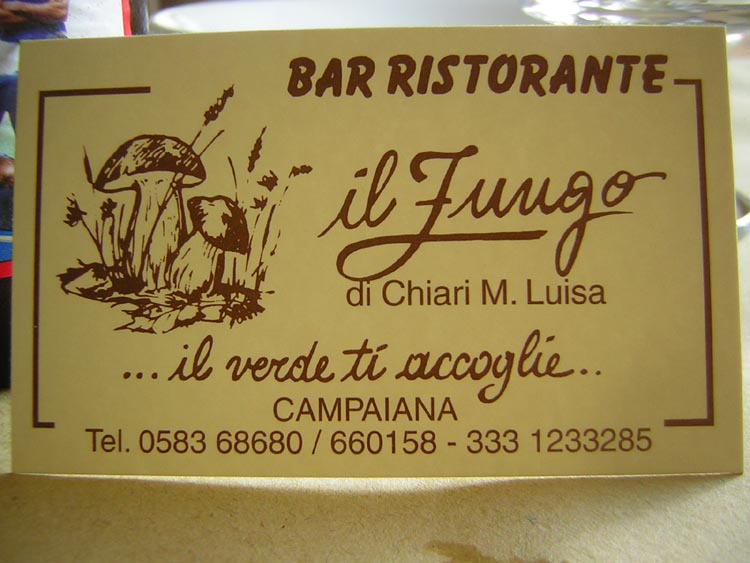 BAR RISTORANTE
il Fungo
di Chiari M. Luisa
... il verde ti accoglie..
CAMPAIANA
Tel. 0583 68680 / 660158 - 333 1233285